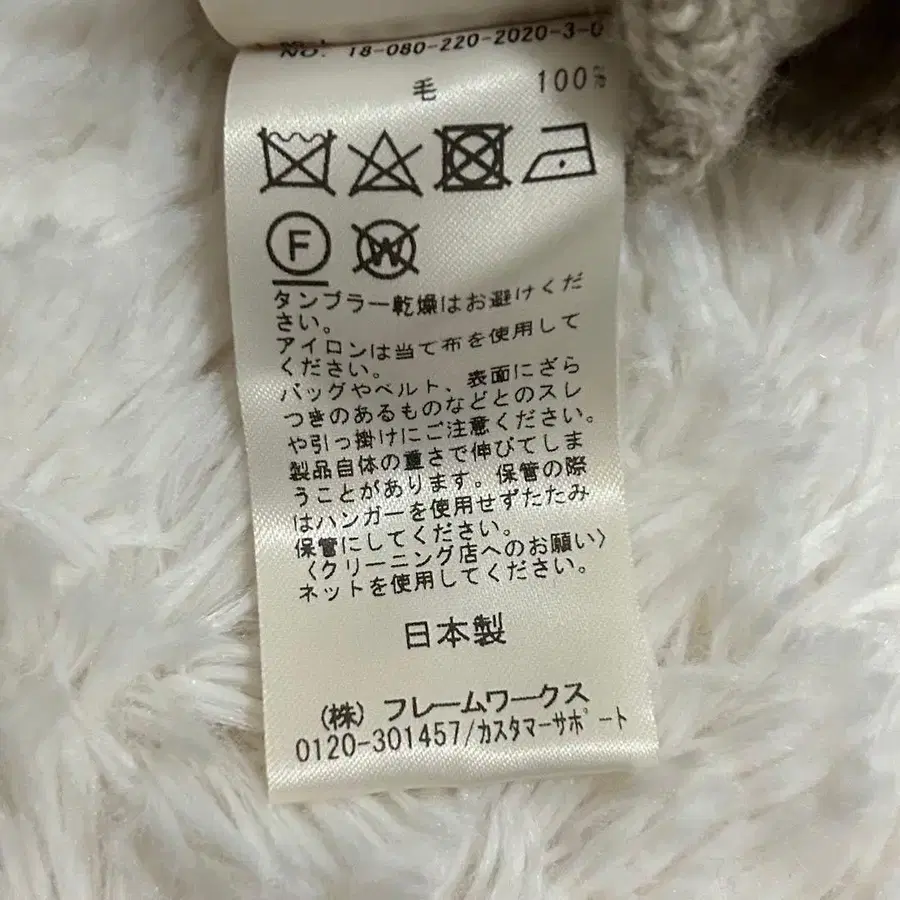 NO. 18-080-220-2020-3-0
毛 100%
F
W
タンブラー乾燥はお避けくだ
さい。
アイロンは当て布を使用して
ください。
バッグやベルト、表面にざら
つきのあるものなどとのスレ
や引っ掛けにご注意ください。
製品自体の重さで伸びてしま
うことがあります。保管の際
はハンガーを使用せずたたみ
保管にしてください。
〈クリーニング店へのお願い〉
ネットを使用してください。
日本製
(株) フレームワークス
0120-301457/カスタマーサポート